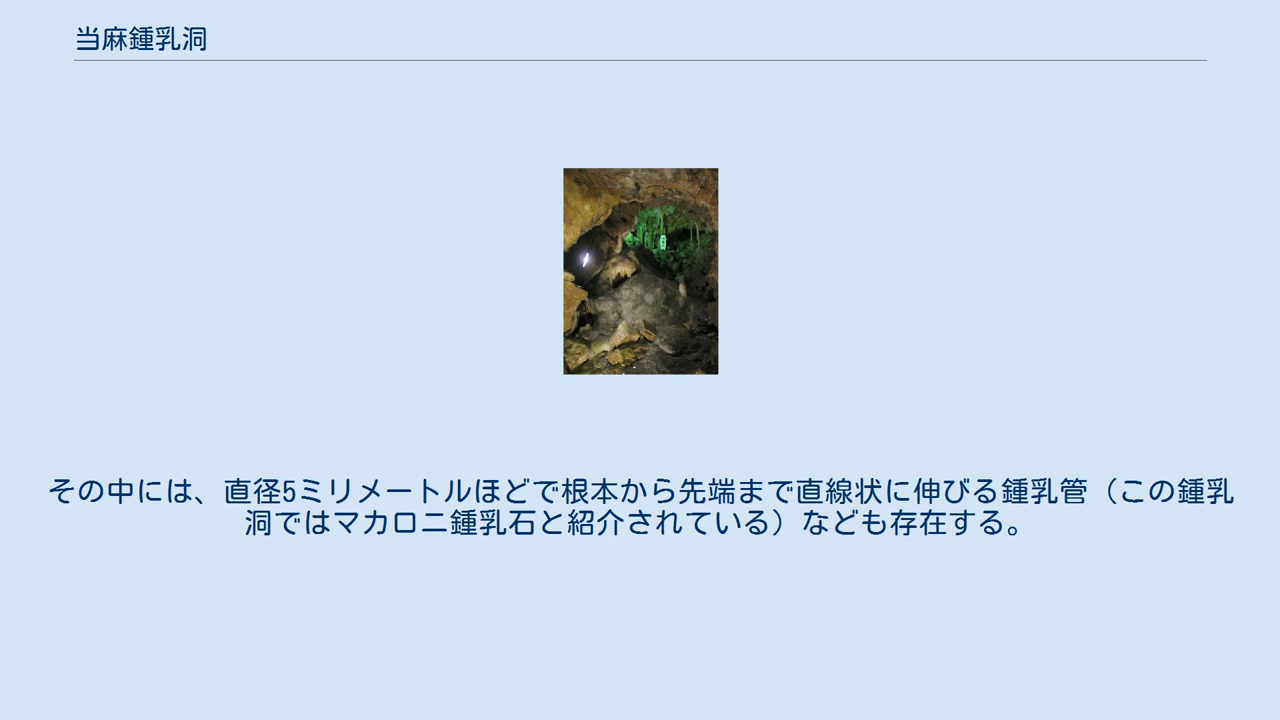 当麻鍾乳洞
その中には、直径5ミリメートルほどで根本から先端まで直線状に伸びる鍾乳管（この鍾乳
洞ではマカロニ鍾乳石と紹介されている）なども存在する。